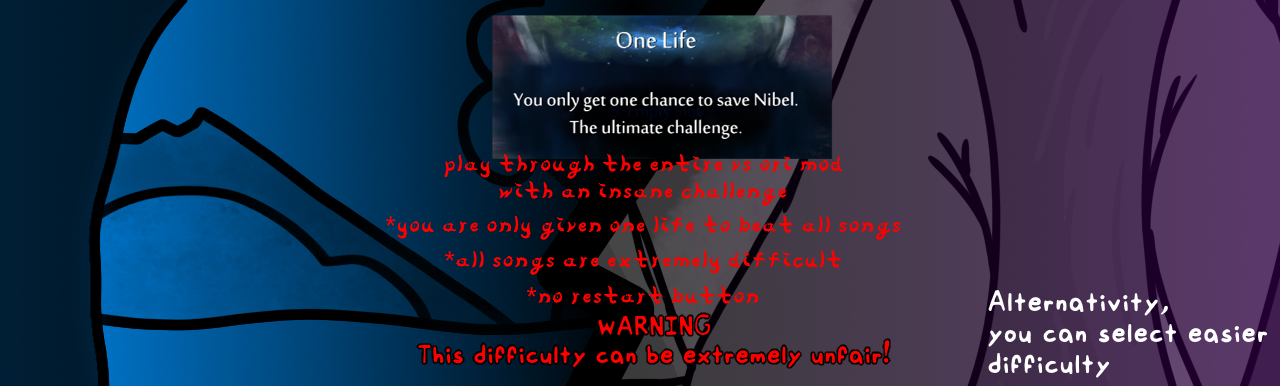 One Life
You only get one chance to save Nibel.
The ultimate challenge.
play through the entire vs ori mod
with an insane challenge
*you are only given one life to beat all songs
*all songs are extremely difficult
*no restart button
WARNING
This difficulty can be extremely unfair!
Alternativity,
you can select easier
difficulty